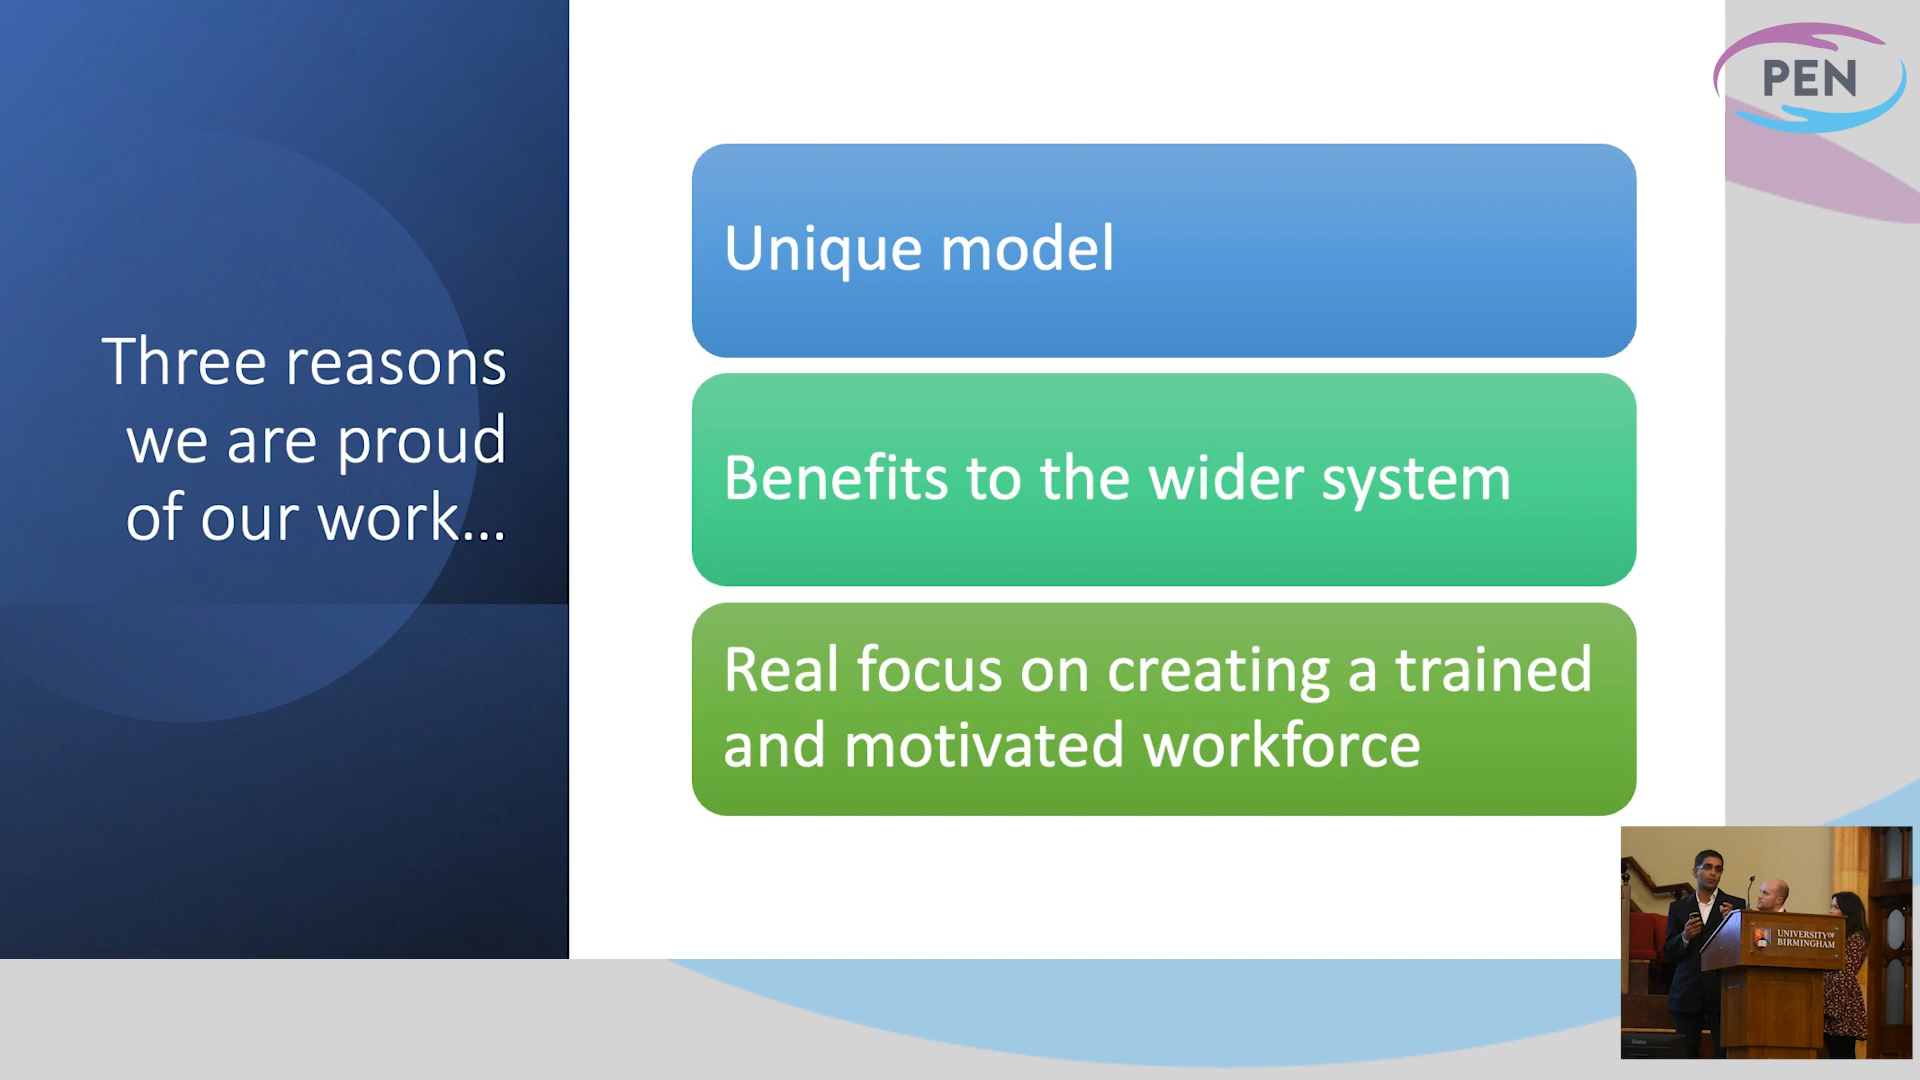 Three reasons
we are proud
of our work...
Unique model
Benefits to the wider system
Real focus on creating a trained
and motivated workforce
PEN
UNIVERSITY OF
BIRMINGHAM